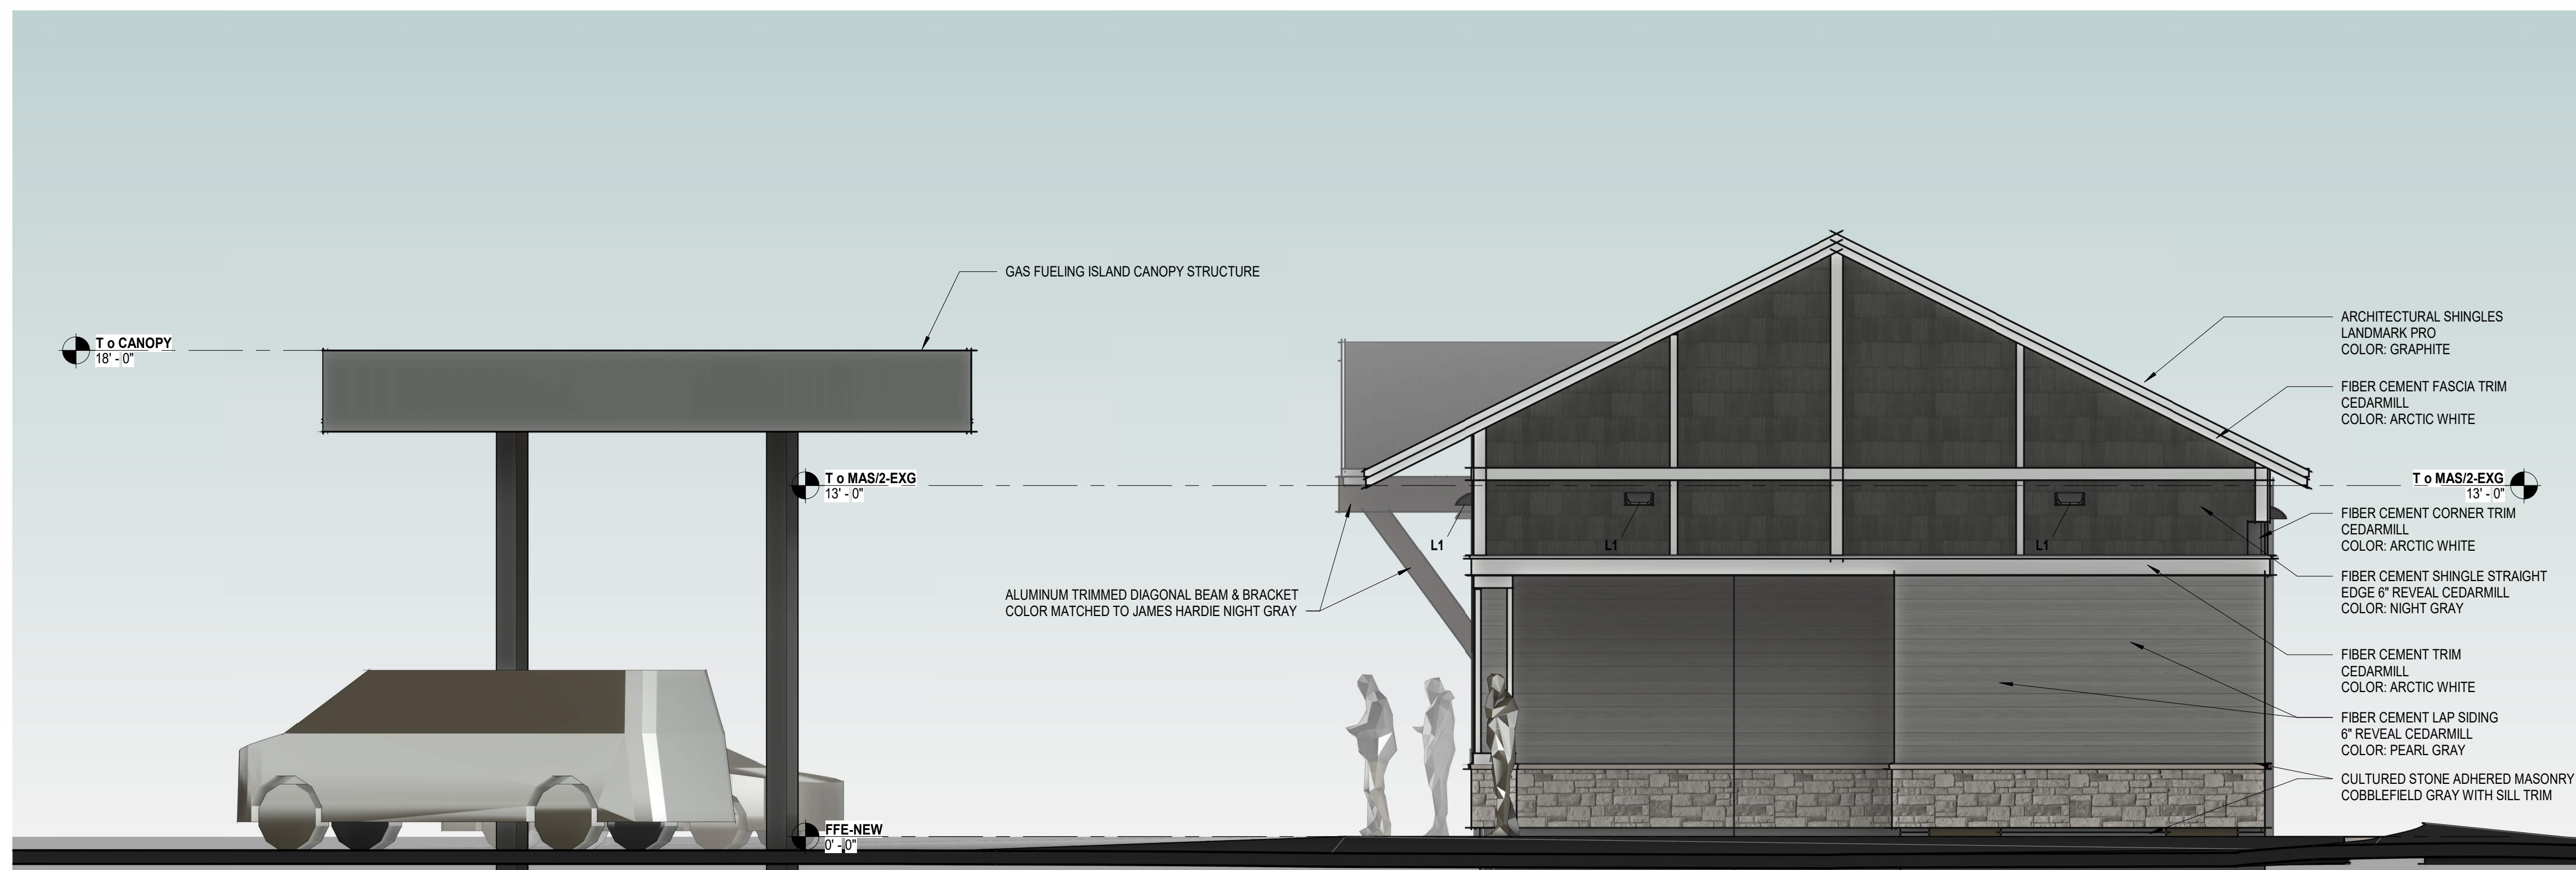 GAS FUELING ISLAND CANOPY STRUCTURE
T o CANOPY
18' - 0"
T o MAS/2-EXG
13' - 0"
FFE-NEW
0' - 0"
ALUMINUM TRIMMED DIAGONAL BEAM & BRACKET
COLOR MATCHED TO JAMES HARDIE NIGHT GRAY
L1
L1
L1
ARCHITECTURAL SHINGLES
LANDMARK PRO
COLOR: GRAPHITE
FIBER CEMENT FASCIA TRIM
CEDARMILL
COLOR: ARCTIC WHITE
T o MAS/2-EXG
13' - 0"
FIBER CEMENT CORNER TRIM
CEDARMILL
COLOR: ARCTIC WHITE
FIBER CEMENT SHINGLE STRAIGHT
EDGE 6" REVEAL CEDARMILL
COLOR: NIGHT GRAY
FIBER CEMENT TRIM
CEDARMILL
COLOR: ARCTIC WHITE
FIBER CEMENT LAP SIDING
6" REVEAL CEDARMILL
COLOR: PEARL GRAY
CULTURED STONE ADHERED MASONRY
COBBLEFIELD GRAY WITH SILL TRIM